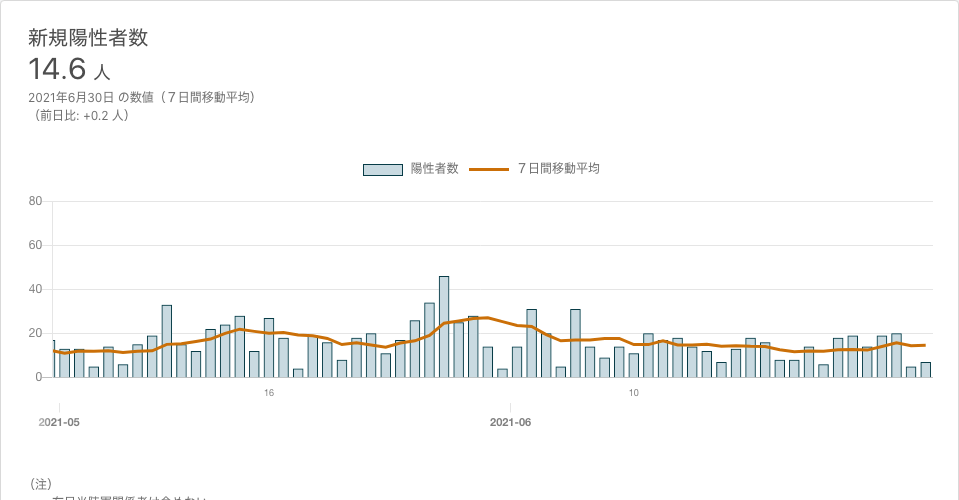 新規陽性者数
14.6 人
2021年6月30日 の数値（７日間移動平均）
（前日比: +0.2 人）
陽性者数 ７日間移動平均
80
60
40
20
0
16 10
2021-05 2021-06
（注）